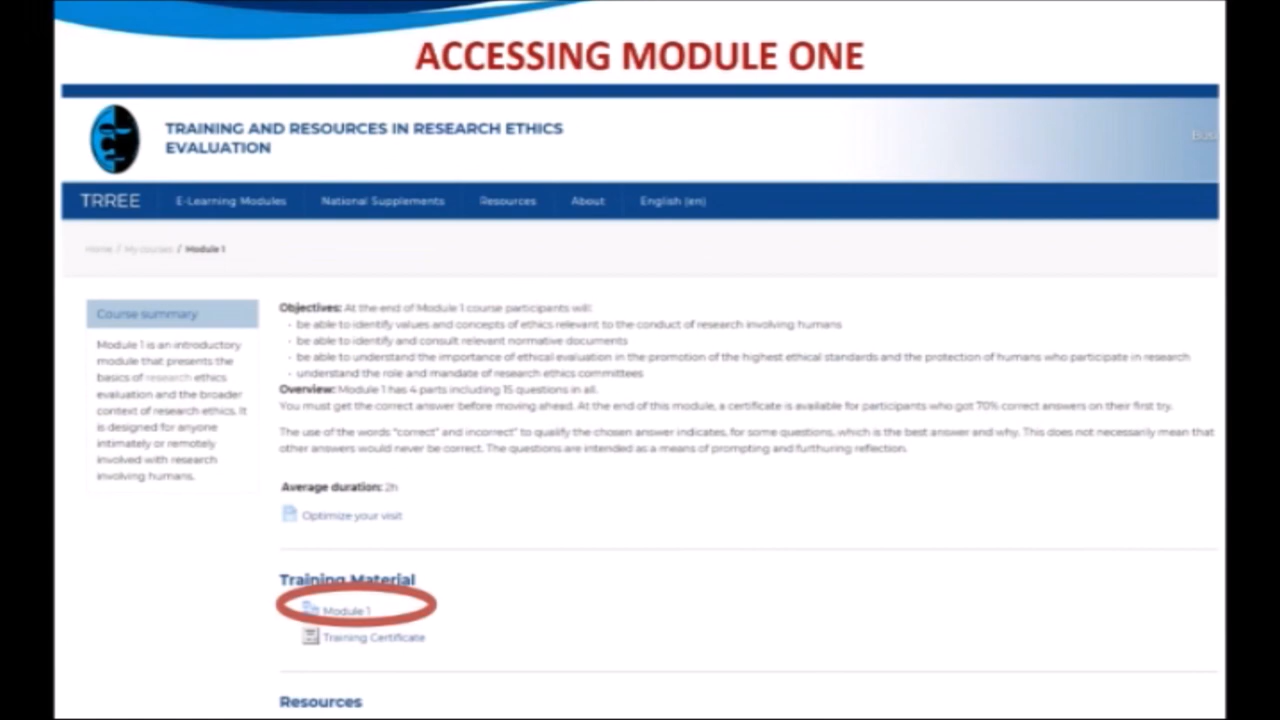 ACCESSING MODULE ONE
TRAINING AND RESOURCES IN RESEARCH ETHICS
EVALUATION
TRREE E-Learning Modules National Supplements Resources About English (en)
Home / My courses / Module 1
Course summary
Module 1 is an introductory
module that presents the
basics of research ethics
evaluation and the broader
context of research ethics. It
is designed for anyone
intimately or remotely
involved with research
involving humans.
Objectives: At the end of Module 1 course participants will:
- be able to identify values and concepts of ethics relevant to the conduct of research involving humans
- be able to identify and consult relevant normative documents
- be able to understand the importance of ethical evaluation in the promotion of the highest ethical standards and the protection of humans who participate in research
- understand the role and mandate of research ethics committees
Overview: Module 1 has 4 parts including 15 questions in all.
You must get the correct answer before moving ahead. At the end of this module, a certificate is available for participants who got 70% correct answers on their first try.
The use of the words "correct" and incorrect" to qualify the chosen answer indicates, for some questions, which is the best answer and why. This does not necessarily mean that
other answers would never be correct. The questions are intended as a means of prompting and furthuring reflection.
Average duration: 2h
Optimize your visit
Training Material
Module 1
Training Certificate
Resources